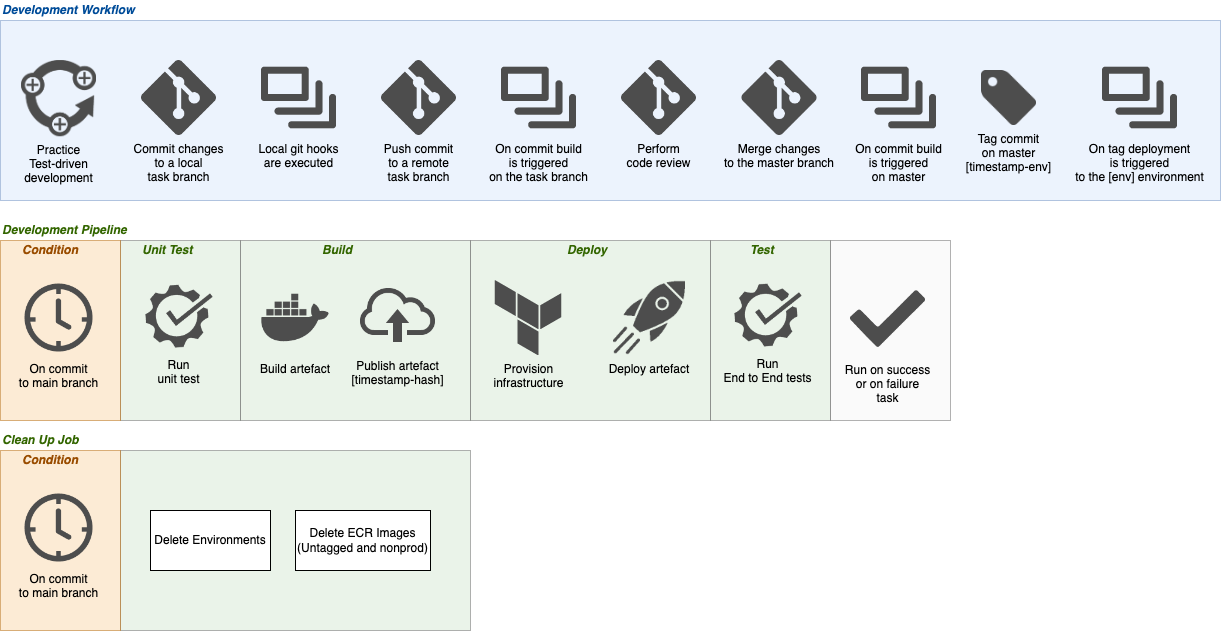 Development Workflow
Practice
Test-driven
development
Commit changes
to a local
task branch
Local git hooks
are executed
Push commit
to a remote
task branch
On commit build
is triggered
on the task branch
Perform
code review
Merge changes
to the master branch
On commit build
is triggered
on master
Tag commit
on master
[timestamp-env]
On tag deployment
is triggered
to the [env] environment
Development Pipeline
Condition
On commit
to main branch
Unit Test
Run
unit test
Build
Build artefact
Publish artefact
[timestamp-hash]
Deploy
Provision
infrastructure
Deploy artefact
Test
Run
End to End tests
Run on success
or on failure
task
Clean Up Job
Condition
On commit
to main branch
Delete Environments
Delete ECR Images
(Untagged and nonprod)